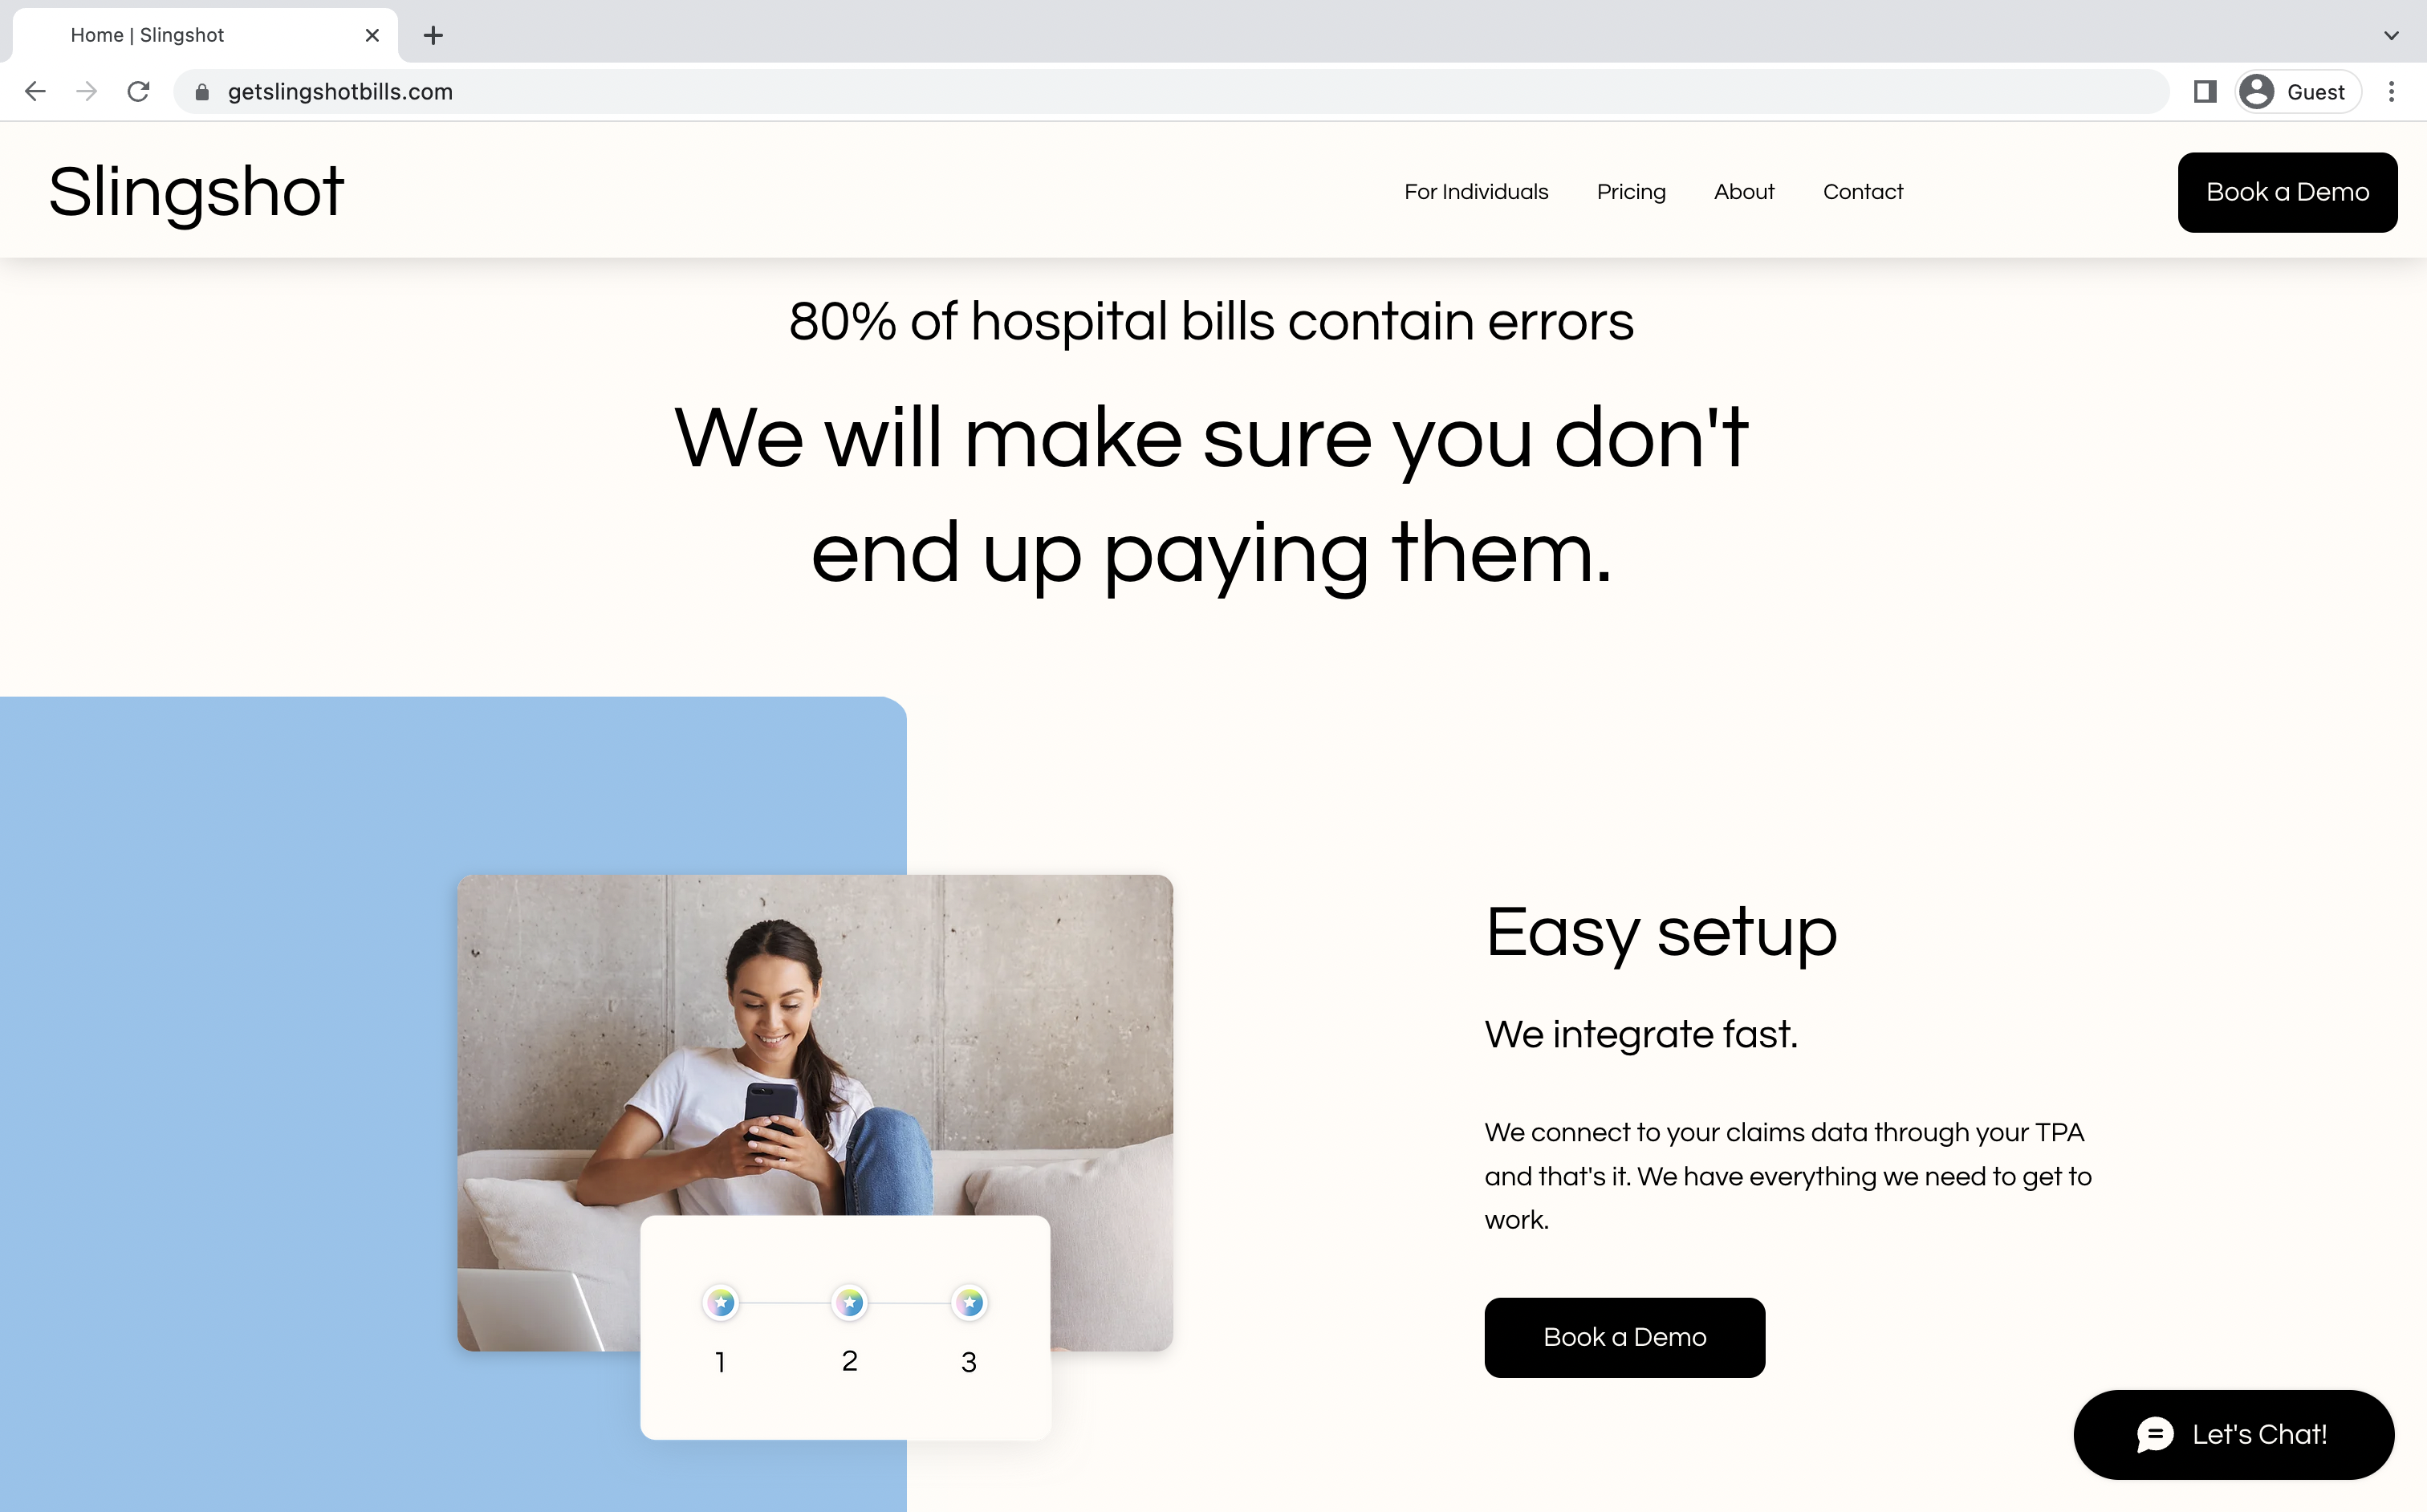 Home | Slingshot
getslingshotbills.com
Guest
Slingshot
For Individuals
Pricing
About
Contact
Book a Demo
80% of hospital bills contain errors
We will make sure you don't
end up paying them.
Easy setup
We integrate fast.
We connect to your claims data through your TPA
and that's it. We have everything we need to get to
work.
1
2
3
Book a Demo
Let's Chat!